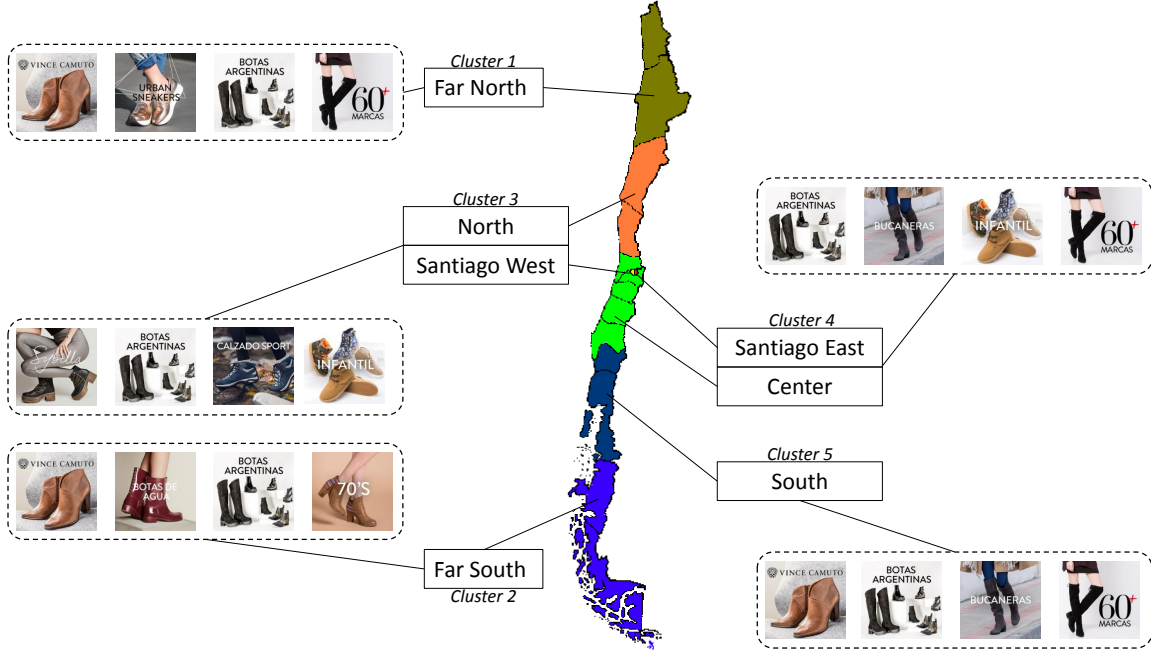 Cluster 1
Far North
VINCE CAMUTO
URBAN
SNEAKERS
BOTAS
ARGENTINAS
60+
MARCAS
Cluster 3
North
Santiago West
Sybilla
BOTAS
ARGENTINAS
CALZADO SPORT
INFANTIL
BOTAS
ARGENTINAS
BUCANERAS
INFANTIL
60+
MARCAS
Cluster 4
Santiago East
Center
VINCE CAMUTO
BOTAS DE
AGUA
BOTAS
ARGENTINAS
70'S
Far South
Cluster 2
Cluster 5
South
VINCE CAMUTO
BOTAS
ARGENTINAS
BUCANERAS
60+
MARCAS